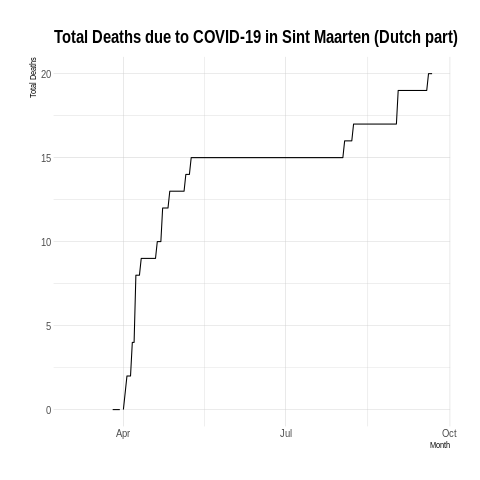 Total Deaths due to COVID-19 in Sint Maarten (Dutch part)
Total Deaths
20
15
10
5
0
Apr
Jul
Oct
Month